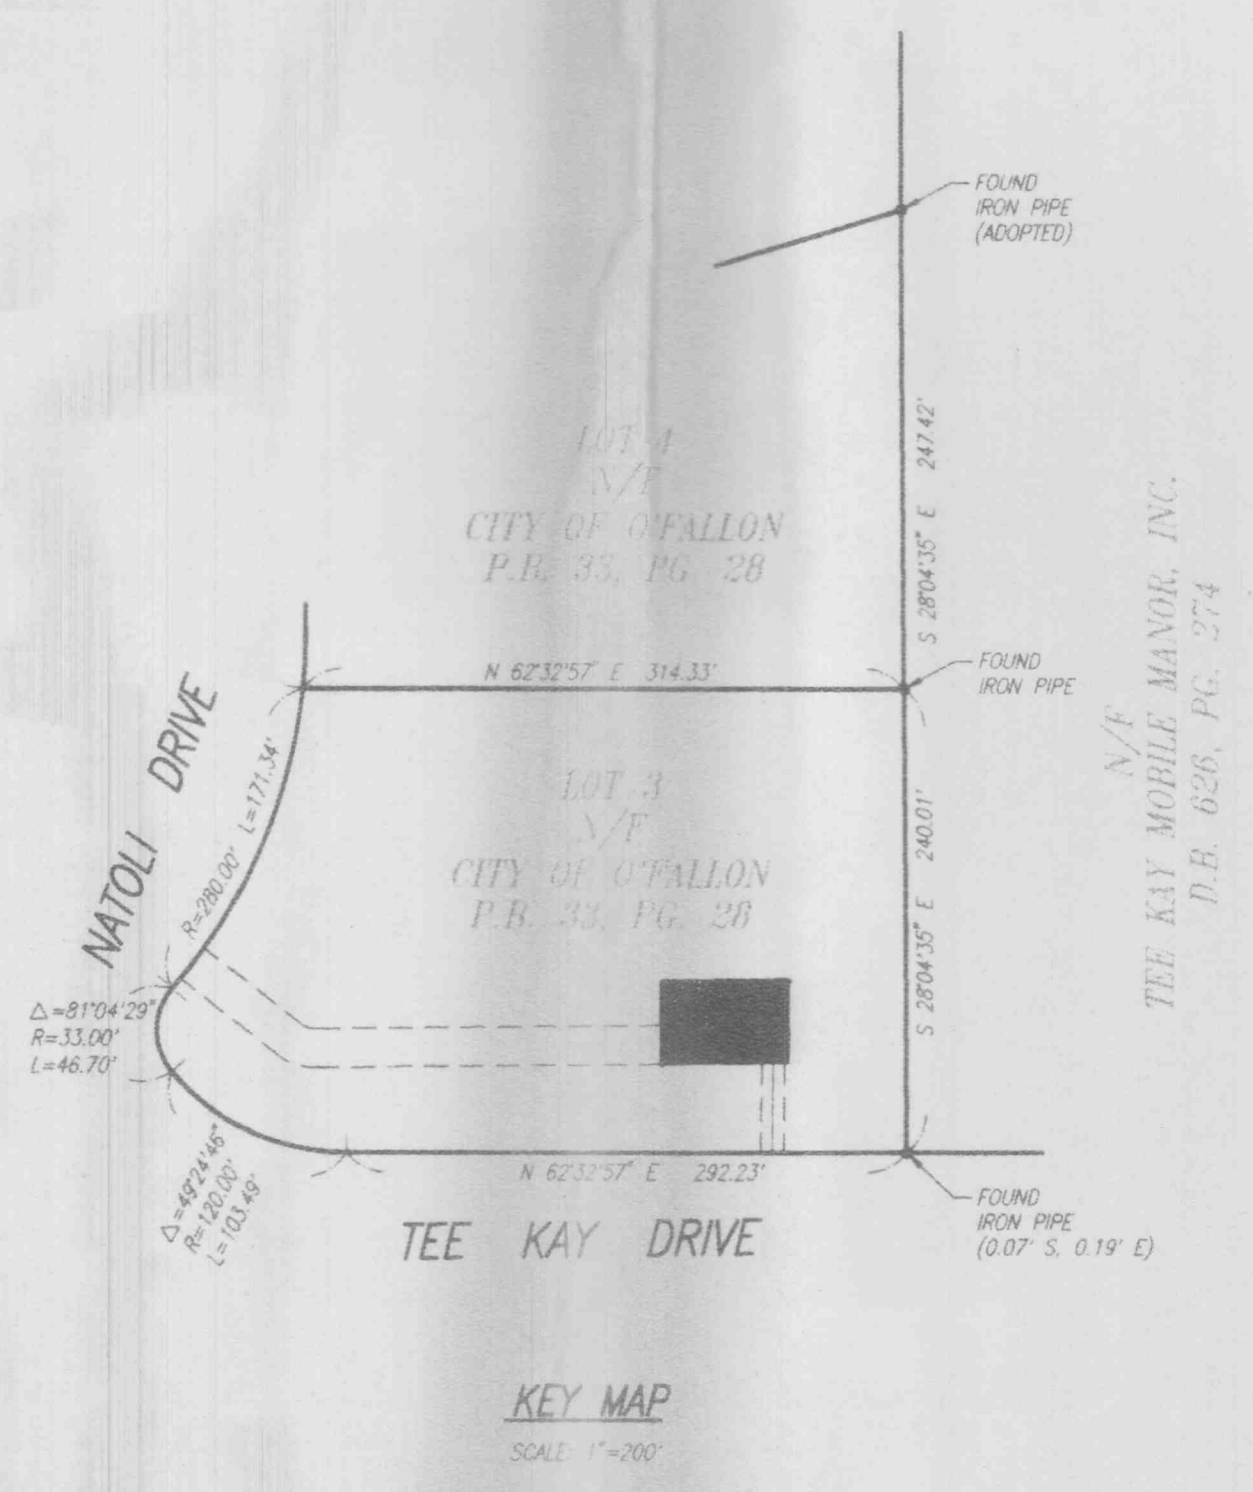 FOUND
IRON PIPE
(ADOPTED)
S 28°04'35" E 247.42'
LOT 4
N/F
CITY OF O'FALLON
P.B. 33, PG. 28
N 62°32'57" E 314.33'
FOUND
IRON PIPE
N/F
TEE KAY MOBILE MANOR, INC.
D.B. 626, PG. 274
NATOLI DRIVE
R=280.00' L=171.34'
LOT 3
N/F
CITY OF O'FALLON
P.B. 33, PG. 28
S 28°04'35" E 240.01'
Δ=81°04'29"
R=33.00'
L=46.70'
Δ=49°24'46"
R=120.00'
L=103.49'
N 62°32'57" E 292.23'
TEE KAY DRIVE
FOUND
IRON PIPE
(0.07' S, 0.19' E)
KEY MAP
SCALE: 1"=200'